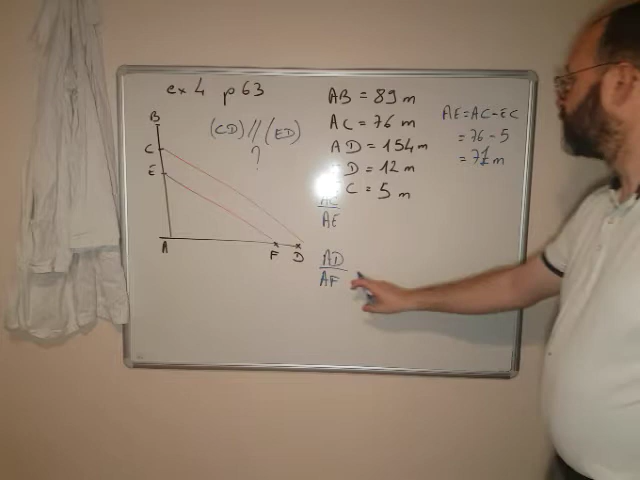 ex 4 p 63
(CD) // (ED)
?
B
C
E
A
F
D
AB = 89 m
AC = 76 m
AD = 154 m
D = 12 m
C = 5 m
AC
AE
AD
AF
AE = AC - EC
= 76 - 5
= 71 m